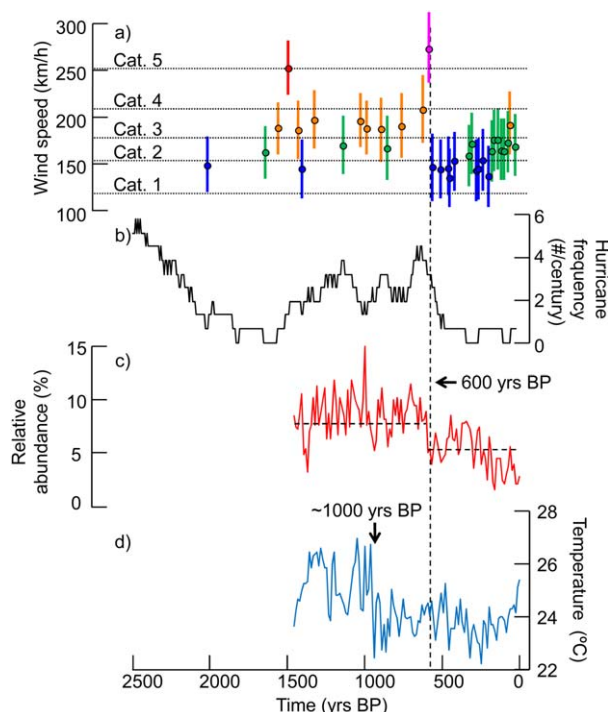 a)
Wind speed (km/h)
300
250
200
150
100
Cat. 5
Cat. 4
Cat. 3
Cat. 2
Cat. 1
b)
6
4
2
0
Hurricane
frequency
(#/century)
c)
Relative
abundance (%)
15
10
5
0
600 yrs BP
~1000 yrs BP
d)
28
26
24
22
Temperature (ºC)
2500 2000 1500 1000 500 0
Time (yrs BP)